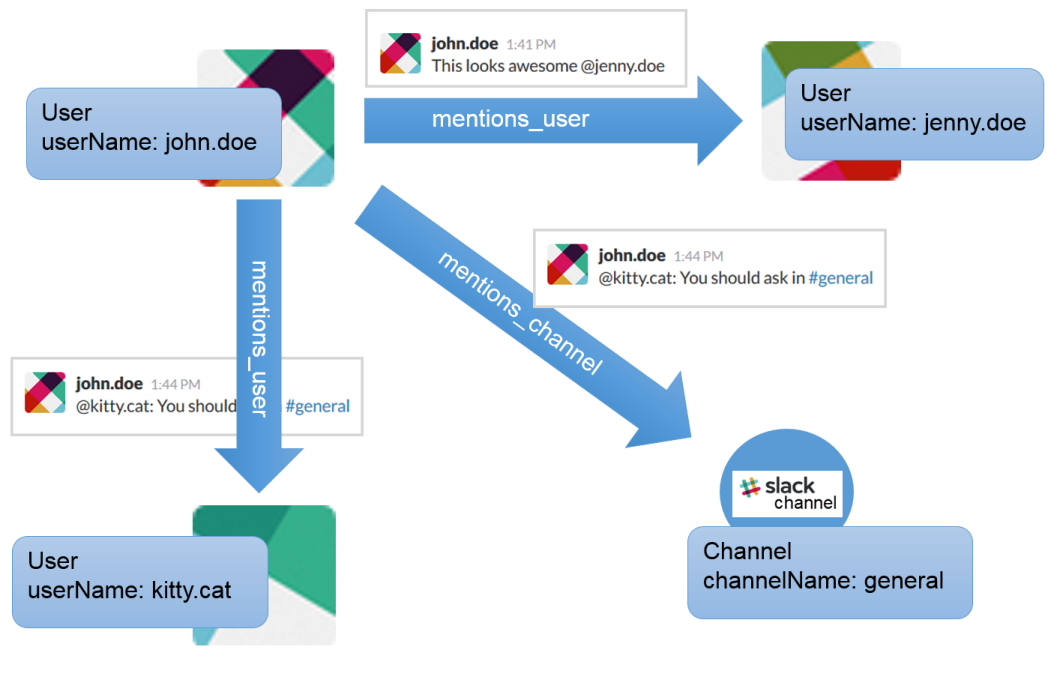 john.doe 1:41 PM
This looks awesome @jenny.doe
User
userName: john.doe
mentions_user
User
userName: jenny.doe
john.doe 1:44 PM
@kitty.cat: You should ask in #general
mentions_channel
mentions_user
john.doe 1:44 PM
@kitty.cat: You should #general
slack
channel
User
userName: kitty.cat
Channel
channelName: general